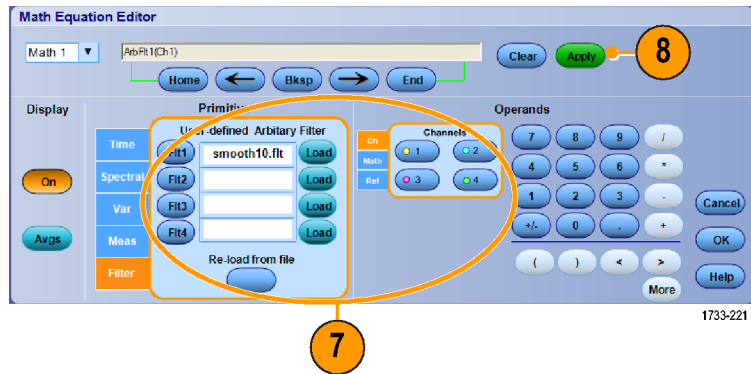 Math Equation Editor
Math 1
ArbFlt1(Ch1)
Clear
Apply
8
Home
←
Bksp
→
End
Display
On
Avgs
Time
Spectral
Var
Meas
Filter
User-defined Arbitary Filter
Flt1
smooth10.flt
Load
Flt2
Load
Flt3
Load
Flt4
Load
Re-load from file
Operands
Ch
Math
Ref
Channels
1
2
3
4
7 8 9 /
4 5 6 *
1 2 3 -
+/- 0 . +
( ) < >
More
Cancel
OK
Help
1733-221
7